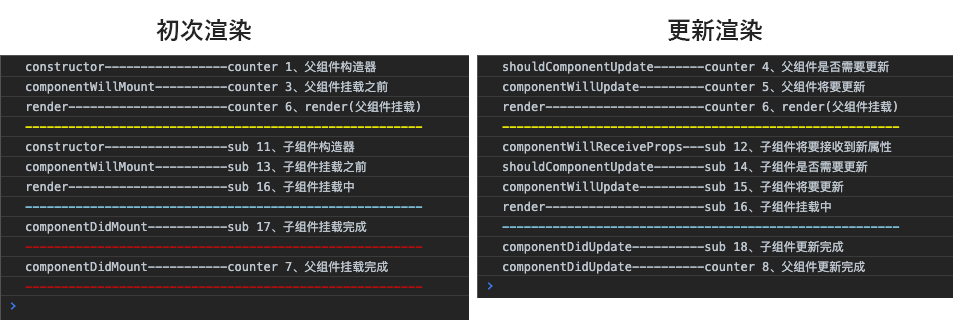 初次渲染
constructor-----------------counter 1、父组件构造器
componentWillMount----------counter 3、父组件挂载之前
render----------------------counter 6、render(父组件挂载)
-------------------------------------------------------
constructor-----------------sub 11、子组件构造器
componentWillMount----------sub 13、子组件挂载之前
render----------------------sub 16、子组件挂载中
-------------------------------------------------------
componentDidMount-----------sub 17、子组件挂载完成
-------------------------------------------------------
componentDidMount-----------counter 7、父组件挂载完成
-------------------------------------------------------
>
更新渲染
shouldComponentUpdate-------counter 4、父组件是否需要更新
componentWillUpdate---------counter 5、父组件将要更新
render----------------------counter 6、render(父组件挂载)
-------------------------------------------------------
componentWillReceiveProps---sub 12、子组件将要接收到新属性
shouldComponentUpdate-------sub 14、子组件是否需要更新
componentWillUpdate---------sub 15、子组件将要更新
render----------------------sub 16、子组件挂载中
-------------------------------------------------------
componentDidUpdate----------sub 18、子组件更新完成
componentDidUpdate----------counter 8、父组件更新完成
>